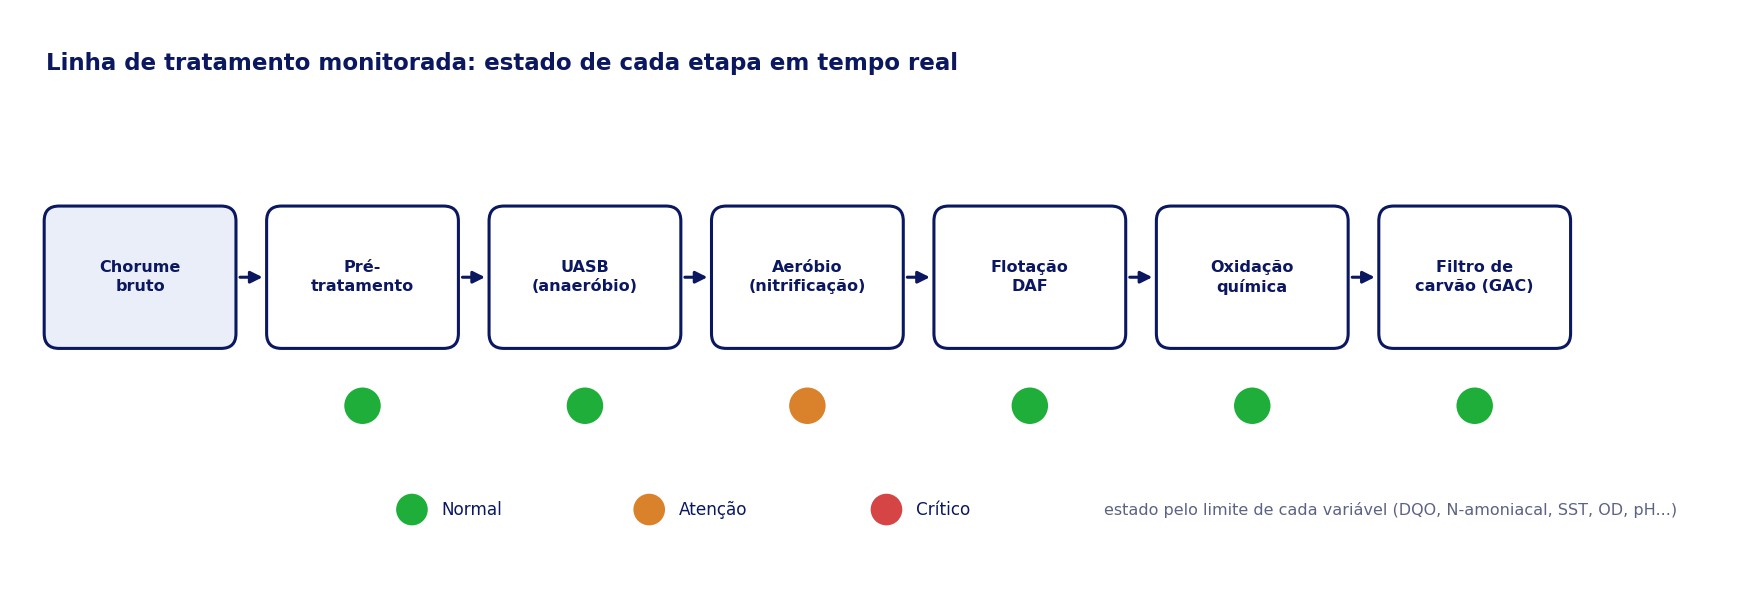 Linha de tratamento monitorada: estado de cada etapa em tempo real
Chorume
bruto
Pré-
tratamento
UASB
(anaeróbio)
Aeróbio
(nitrificação)
Flotação
DAF
Oxidação
química
Filtro de
carvão (GAC)
Normal
Atenção
Crítico
estado pelo limite de cada variável (DQO, N-amoniacal, SST, OD, pH...)